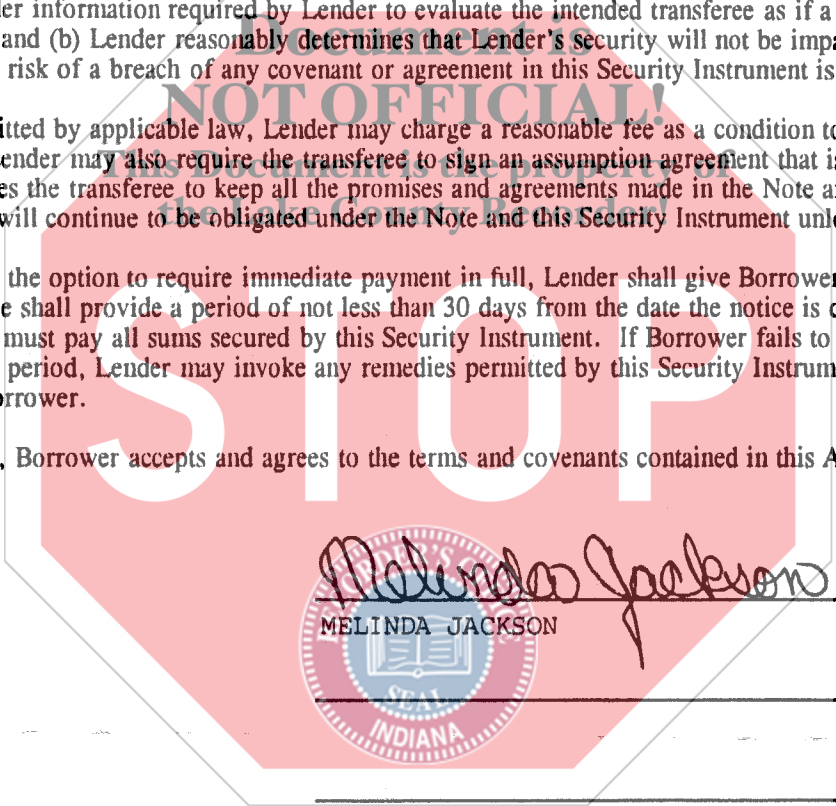 er information required by Lender to evaluate the intended transferee as if a
and (b) Lender reasonably determines that Lender's security will not be impa
risk of a breach of any covenant or agreement in this Security Instrument is
Document is
NOT OFFICIAL!
This Document is the property of
the Lake County Recorder!
itted by applicable law, Lender may charge a reasonable fee as a condition to
ender may also require the transferee to sign an assumption agreement that is
es the transferee to keep all the promises and agreements made in the Note a
will continue to be obligated under the Note and this Security Instrument unle
the option to require immediate payment in full, Lender shall give Borrower
e shall provide a period of not less than 30 days from the date the notice is d
must pay all sums secured by this Security Instrument. If Borrower fails to
period, Lender may invoke any remedies permitted by this Security Instrum
orrower.
STOP
, Borrower accepts and agrees to the terms and covenants contained in this A
Melinda Jackson
MELINDA JACKSON
RECORDER'S OFFICE
SEAL
INDIANA